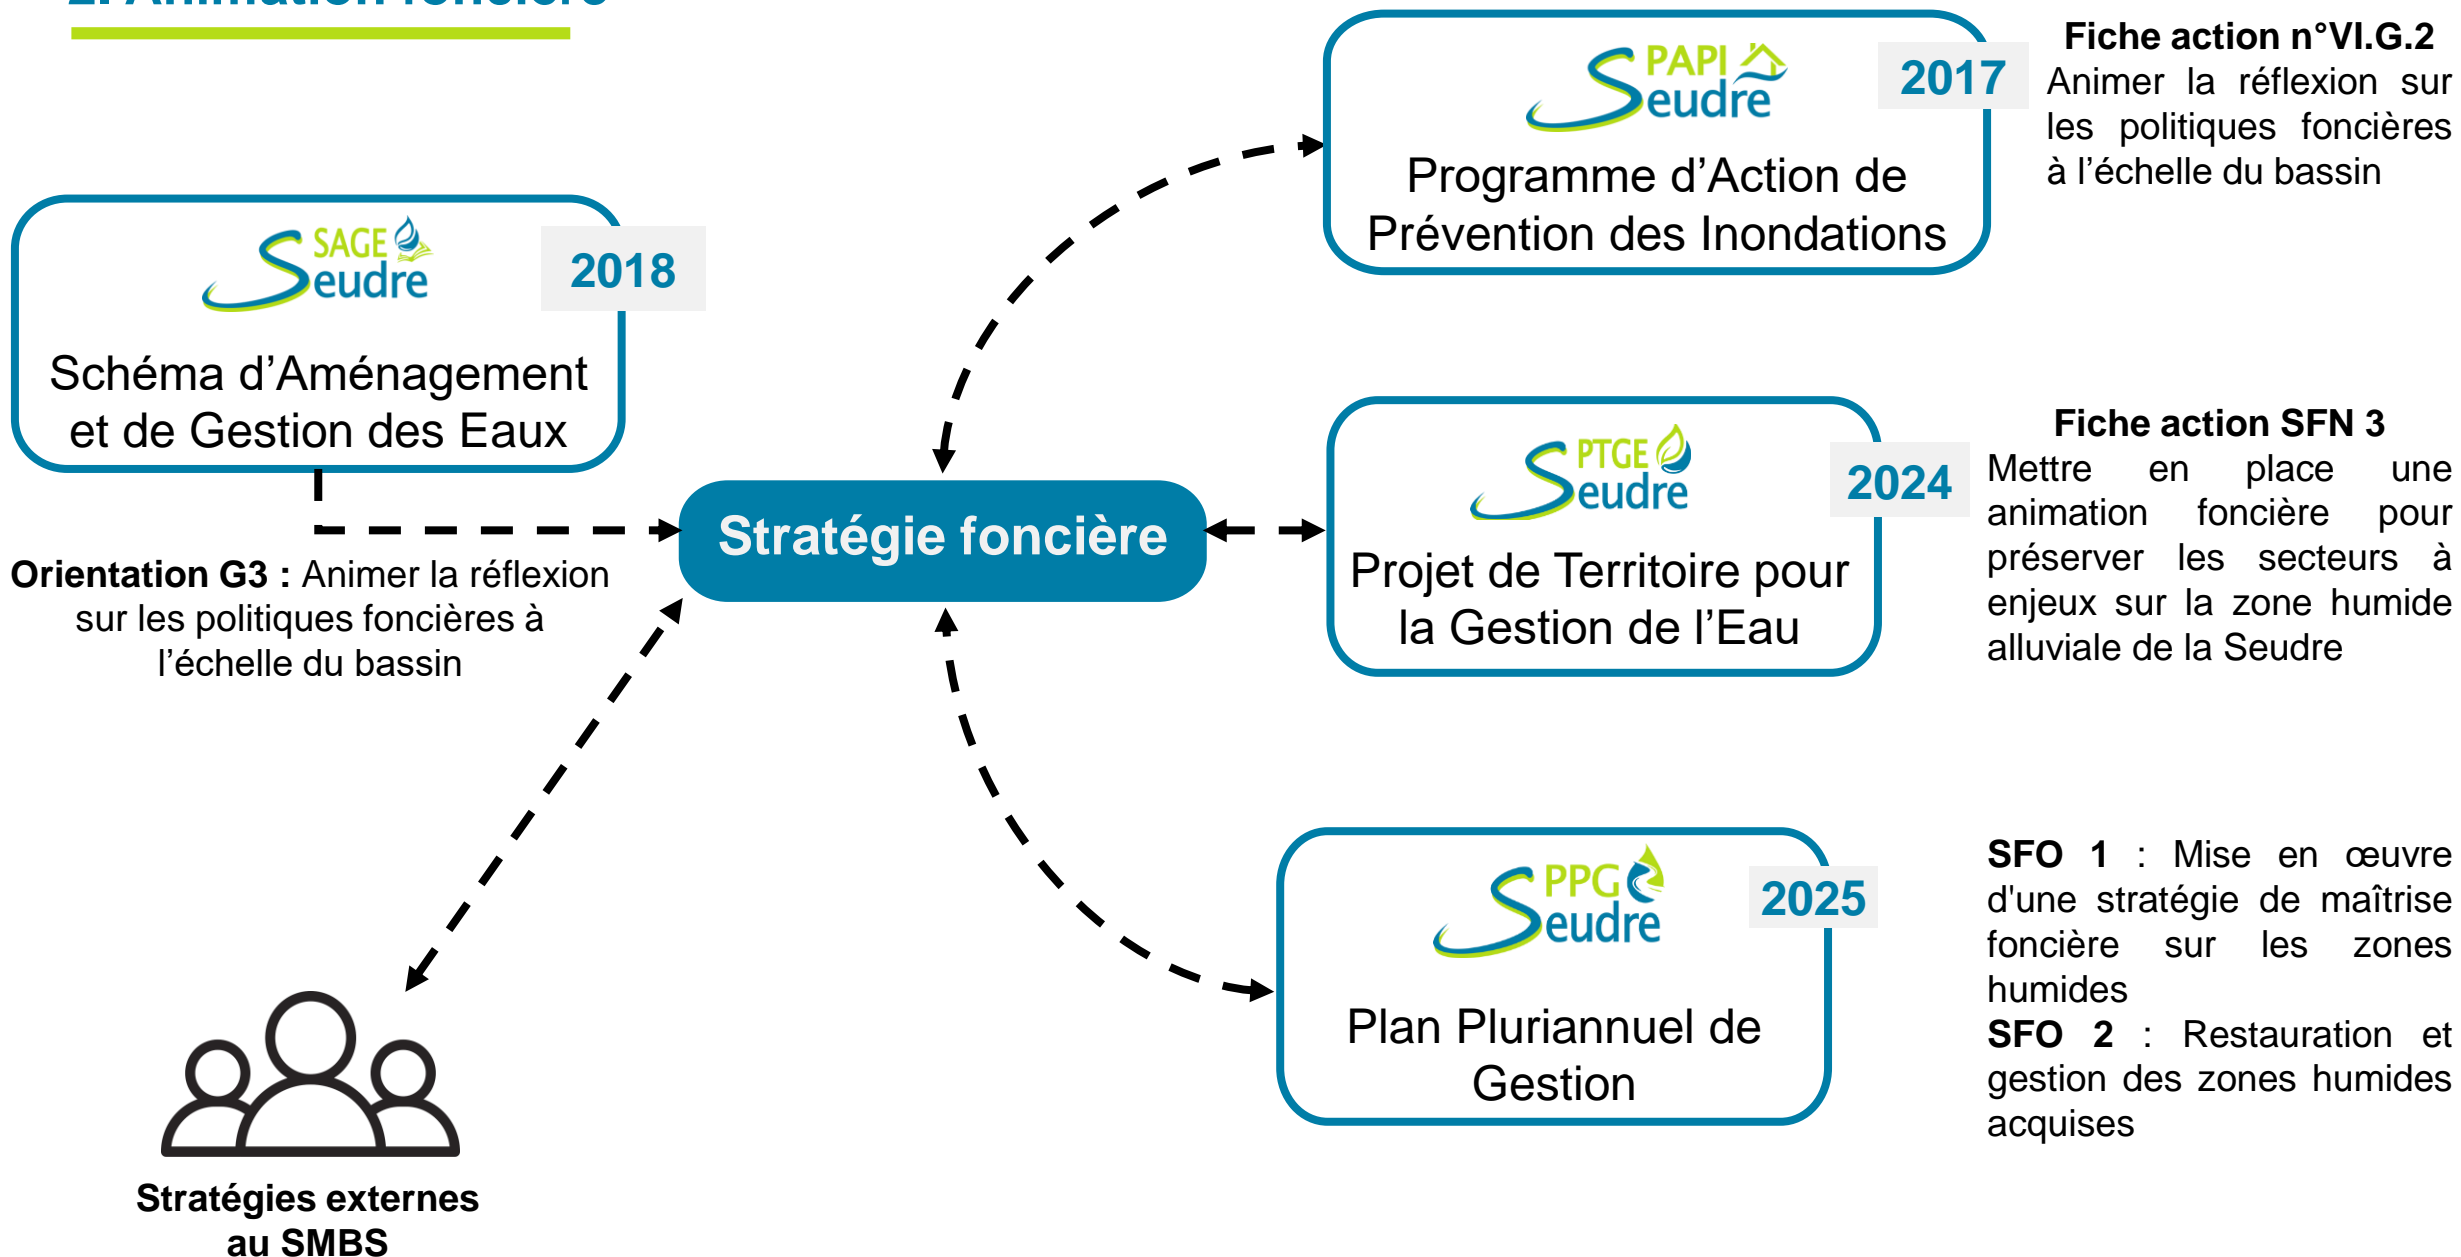 2. Animation foncière
SAGE
Seudre
2018
Schéma d’Aménagement
et de Gestion des Eaux
Orientation G3 : Animer la réflexion
sur les politiques foncières à
l’échelle du bassin
Stratégie foncière
Stratégies externes
au SMBS
PAPI
Seudre
2017
Programme d’Action de
Prévention des Inondations
Fiche action n°VI.G.2
Animer la réflexion sur
les politiques foncières
à l’échelle du bassin
PTGE
Seudre
2024
Projet de Territoire pour
la Gestion de l’Eau
Fiche action SFN 3
Mettre en place une
animation foncière pour
préserver les secteurs à
enjeux sur la zone humide
alluviale de la Seudre
PPG
Seudre
2025
Plan Pluriannuel de
Gestion
SFO 1 : Mise en œuvre
d'une stratégie de maîtrise
foncière sur les zones
humides
SFO 2 : Restauration et
gestion des zones humides
acquises